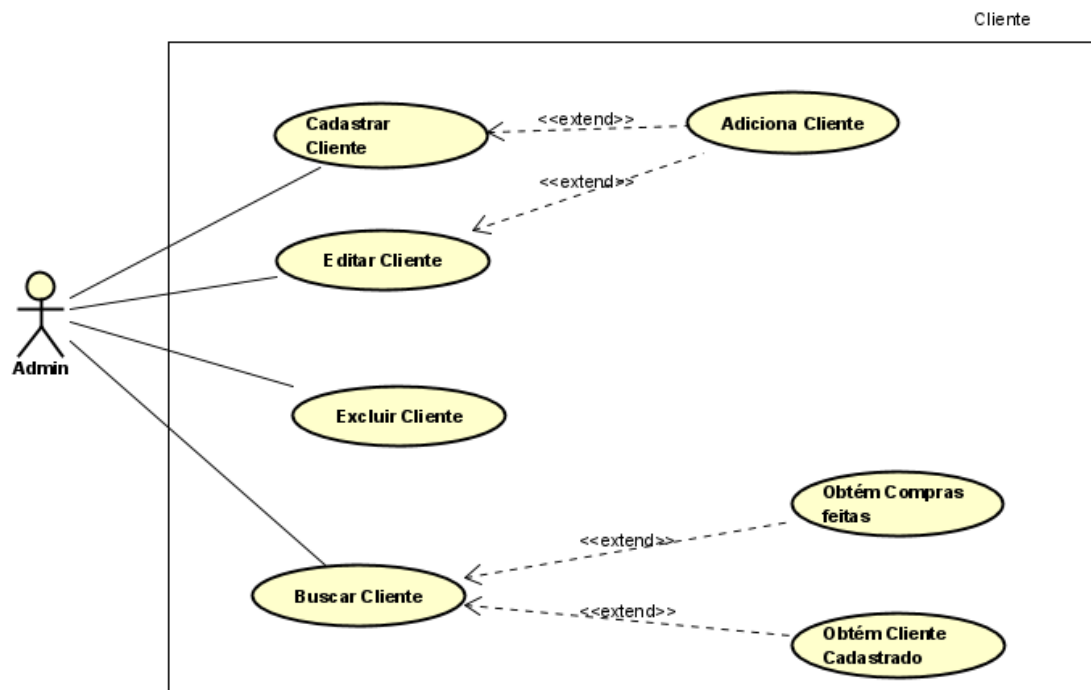 Cliente
Cadastrar
Cliente
<<extend>>
Adiciona Cliente
<<extend>>
Editar Cliente
Admin
Excluir Cliente
Obtém Compras
feitas
<<extend>>
Buscar Cliente
<<extend>>
Obtém Cliente
Cadastrado